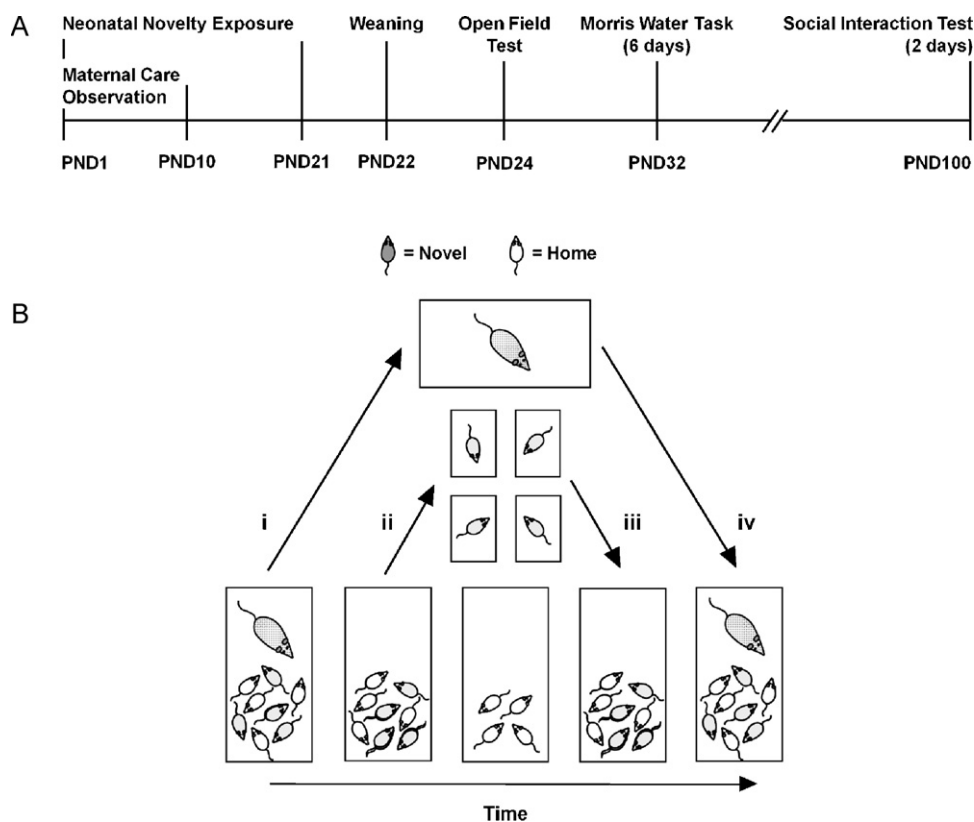 A
Neonatal Novelty Exposure
Weaning
Open Field
Test
Morris Water Task
(6 days)
Social Interaction Test
(2 days)
Maternal Care
Observation
PND1
PND10
PND21
PND22
PND24
PND32
PND100
= Novel
= Home
B
i
ii
iii
iv
Time